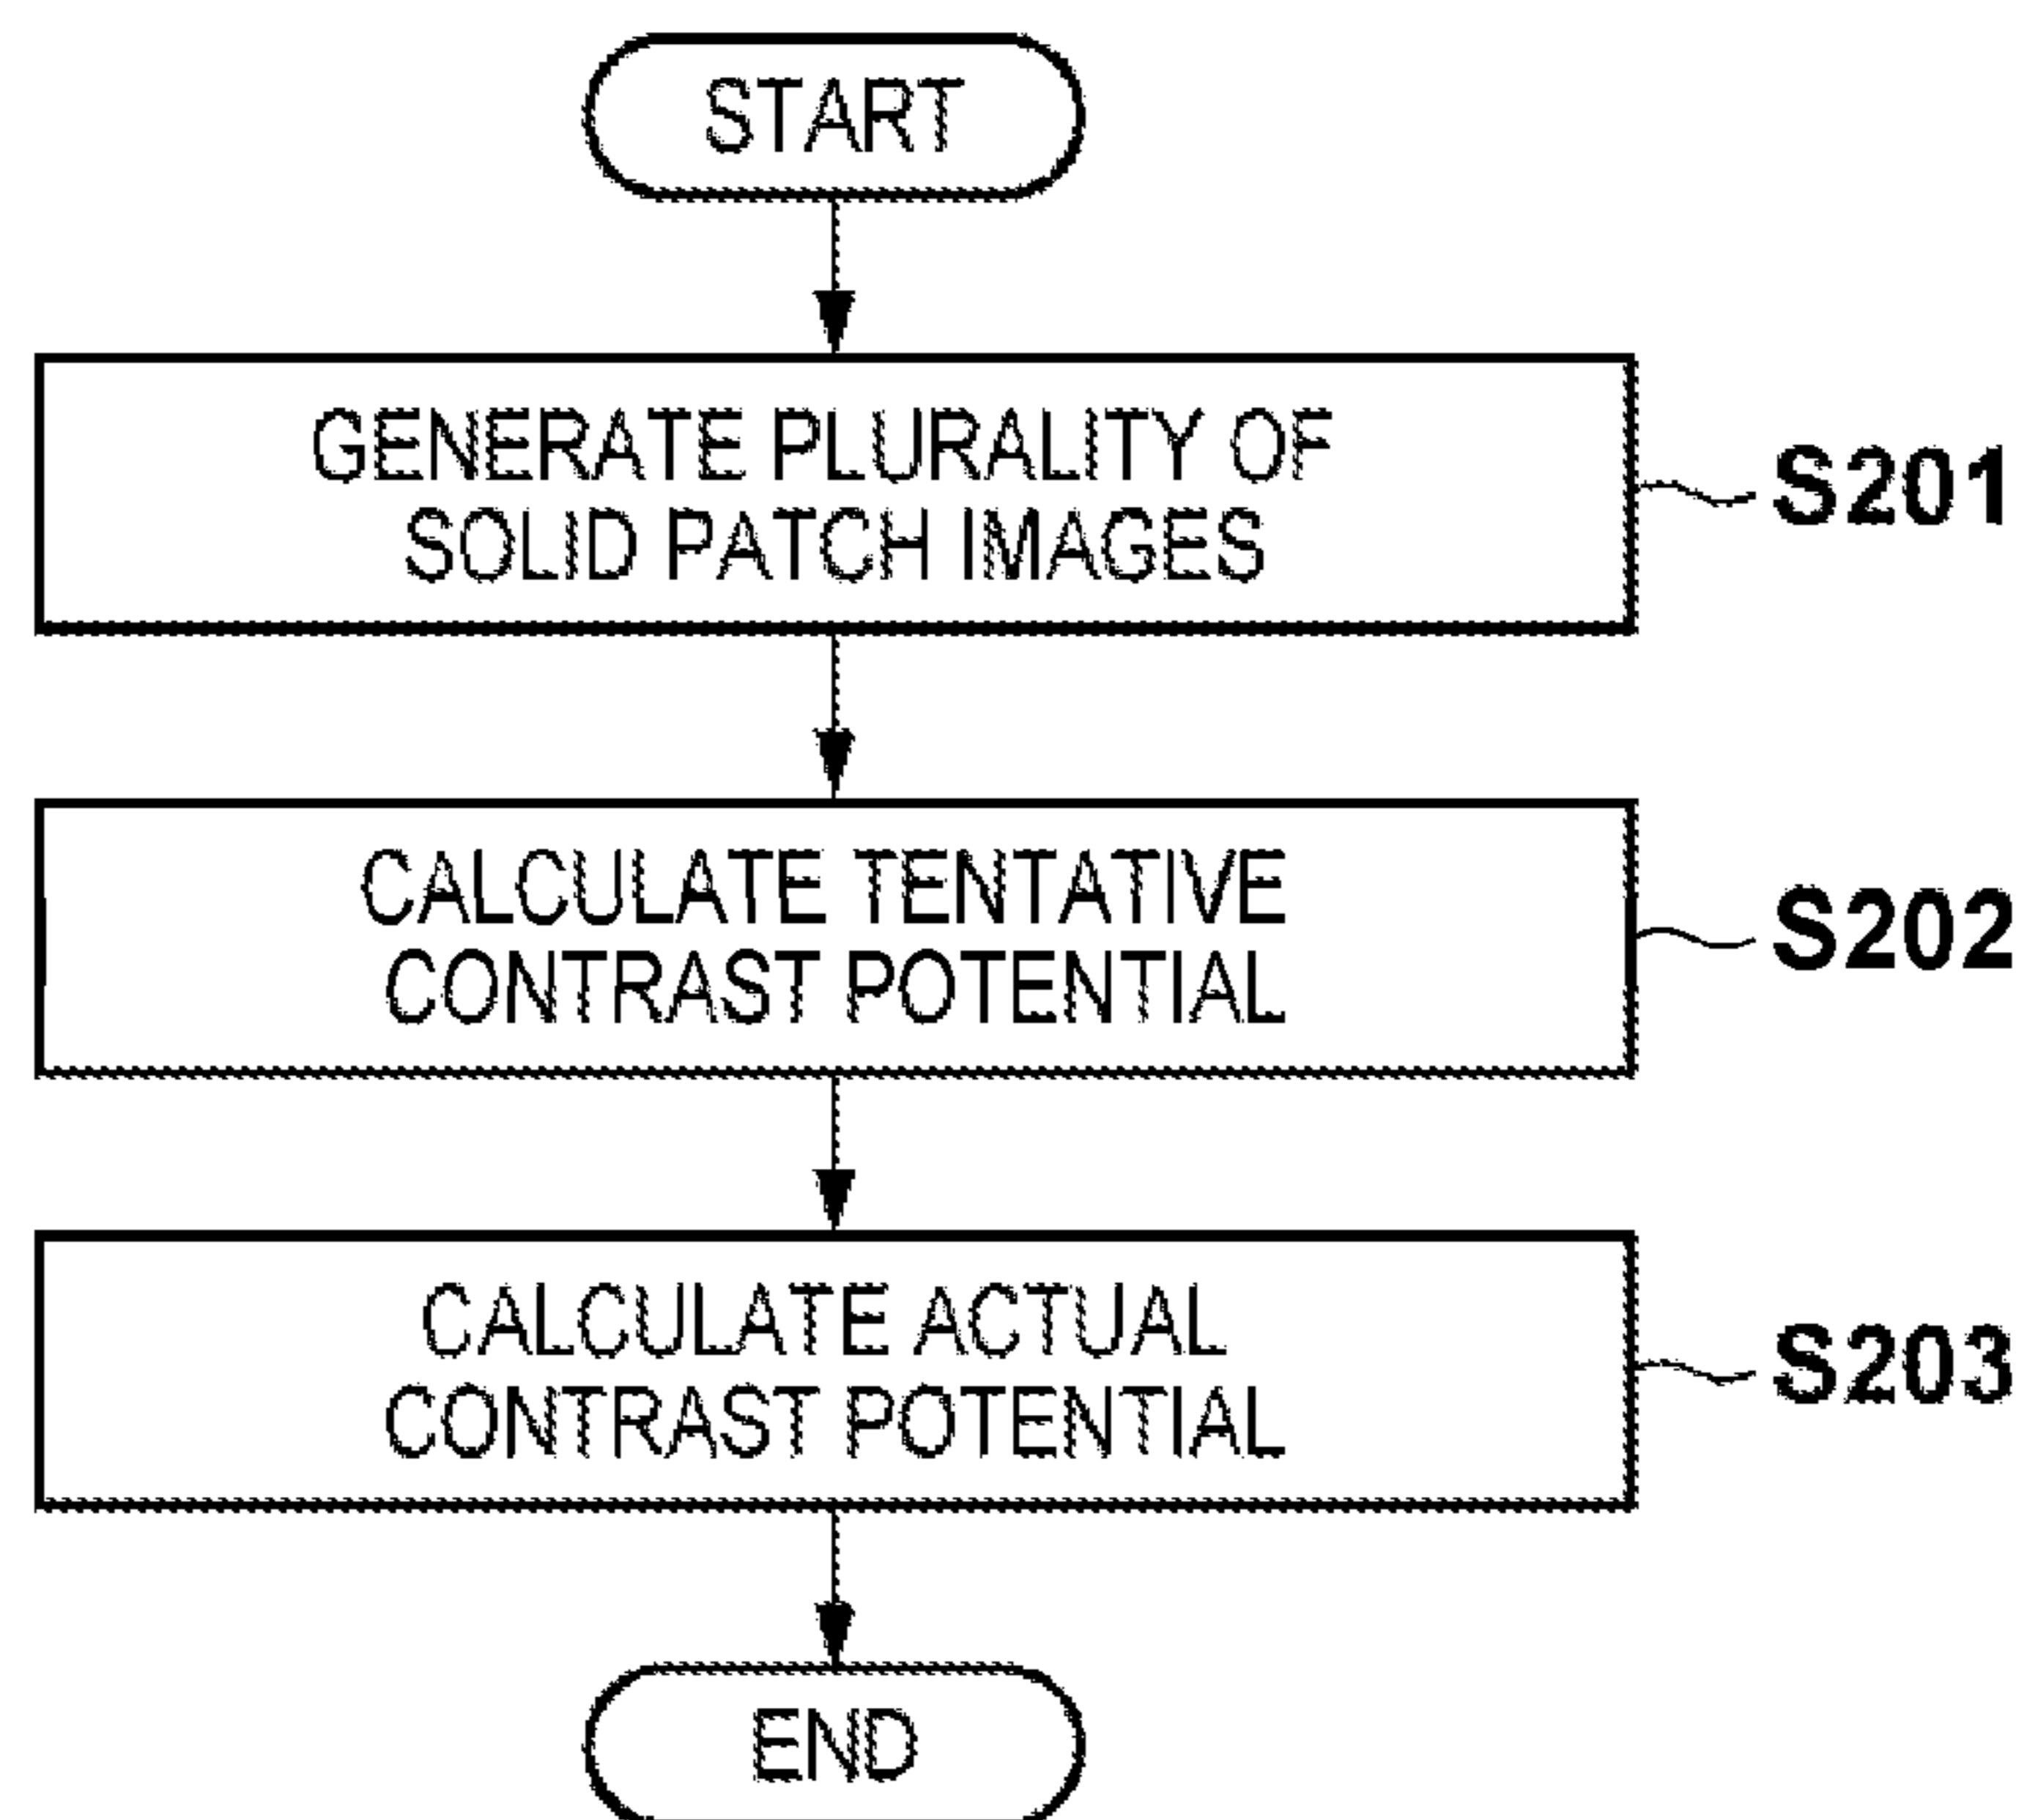 START
GENERATE PLURALITY OF
SOLID PATCH IMAGES
S201
CALCULATE TENTATIVE
CONTRAST POTENTIAL
S202
CALCULATE ACTUAL
CONTRAST POTENTIAL
S203
END